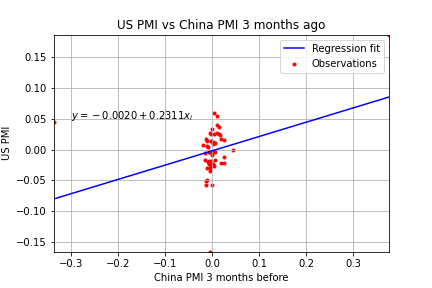 US PMI vs China PMI 3 months ago
Regression fit
Observations
y = −0.0020 + 0.2311xᵢ
0.15
0.10
0.05
0.00
−0.05
−0.10
−0.15
US PMI
−0.3 −0.2 −0.1 0.0 0.1 0.2 0.3
China PMI 3 months before